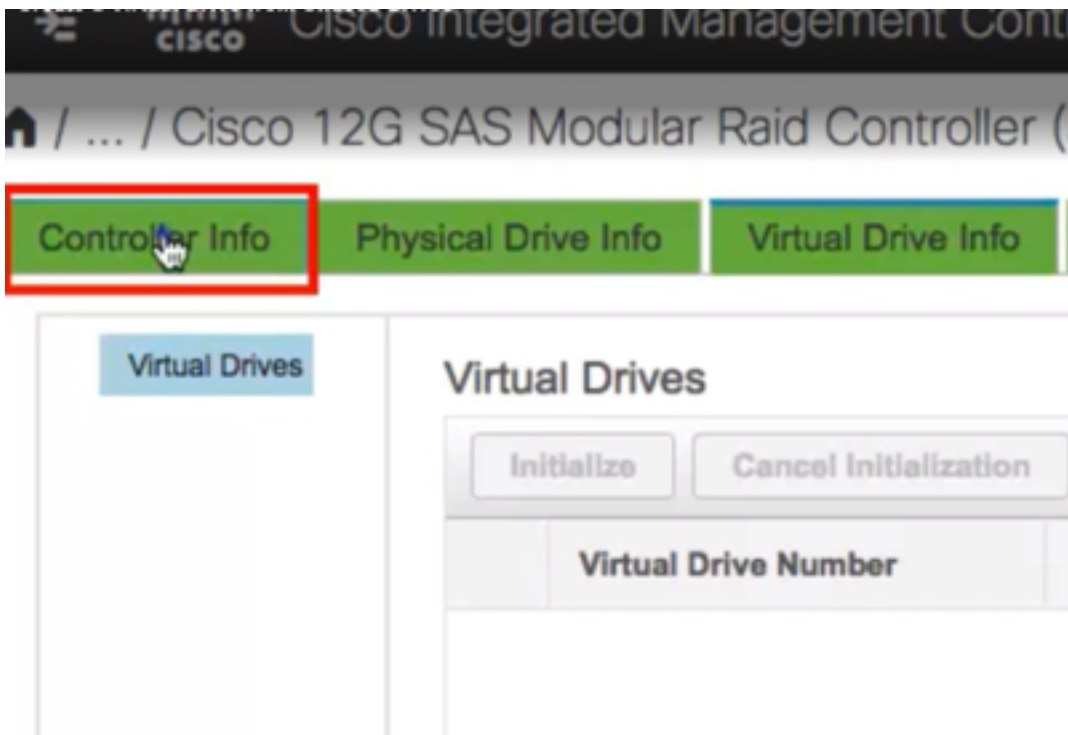 CISCO Cisco Integrated Management Cont
/ ... / Cisco 12G SAS Modular Raid Controller (
Controller Info Physical Drive Info Virtual Drive Info
Virtual Drives
Virtual Drives
Initialize Cancel Initialization
Virtual Drive Number